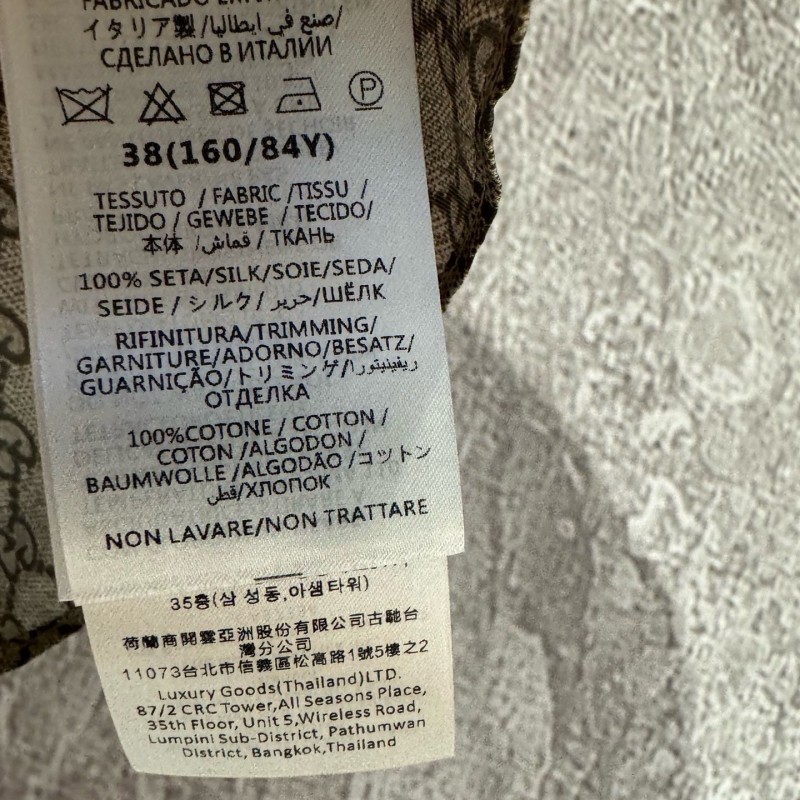 FABRICADO EN
イタリア製 /صنع في ايطاليا/
СДЕЛАНО В ИТАЛИИ
P
38(160/84Y)
TESSUTO / FABRIC /TISSU /
TEJIDO / GEWEBE / TECIDO/
本体 /قماش / ТКАНЬ
100% SETA/SILK/SOIE/SEDA/
SEIDE / シルク/ حرير/ШЁЛК
RIFINITURA/TRIMMING/
GARNITURE/ADORNO/BESATZ/
GUARNIÇÃO/トリミング/
ОТДЕЛКА
100%COTONE / COTTON /
COTON /ALGODON /
BAUMWOLLE /ALGODÃO /コットン
قطن/ХЛОПОК
NON LAVARE/NON TRATTARE
35층(삼 성동,아셈타워)
荷蘭商開雲亞洲股份有限公司古馳台
灣分公司
11073台北市信義區松高路1號5樓之2
Luxury Goods(Thailand)LTD.
87/2 CRC Tower,All Seasons Place,
35th Floor, Unit 5,Wireless Road,
Lumpini Sub-District, Pathumwan
District, Bangkok,Thailand